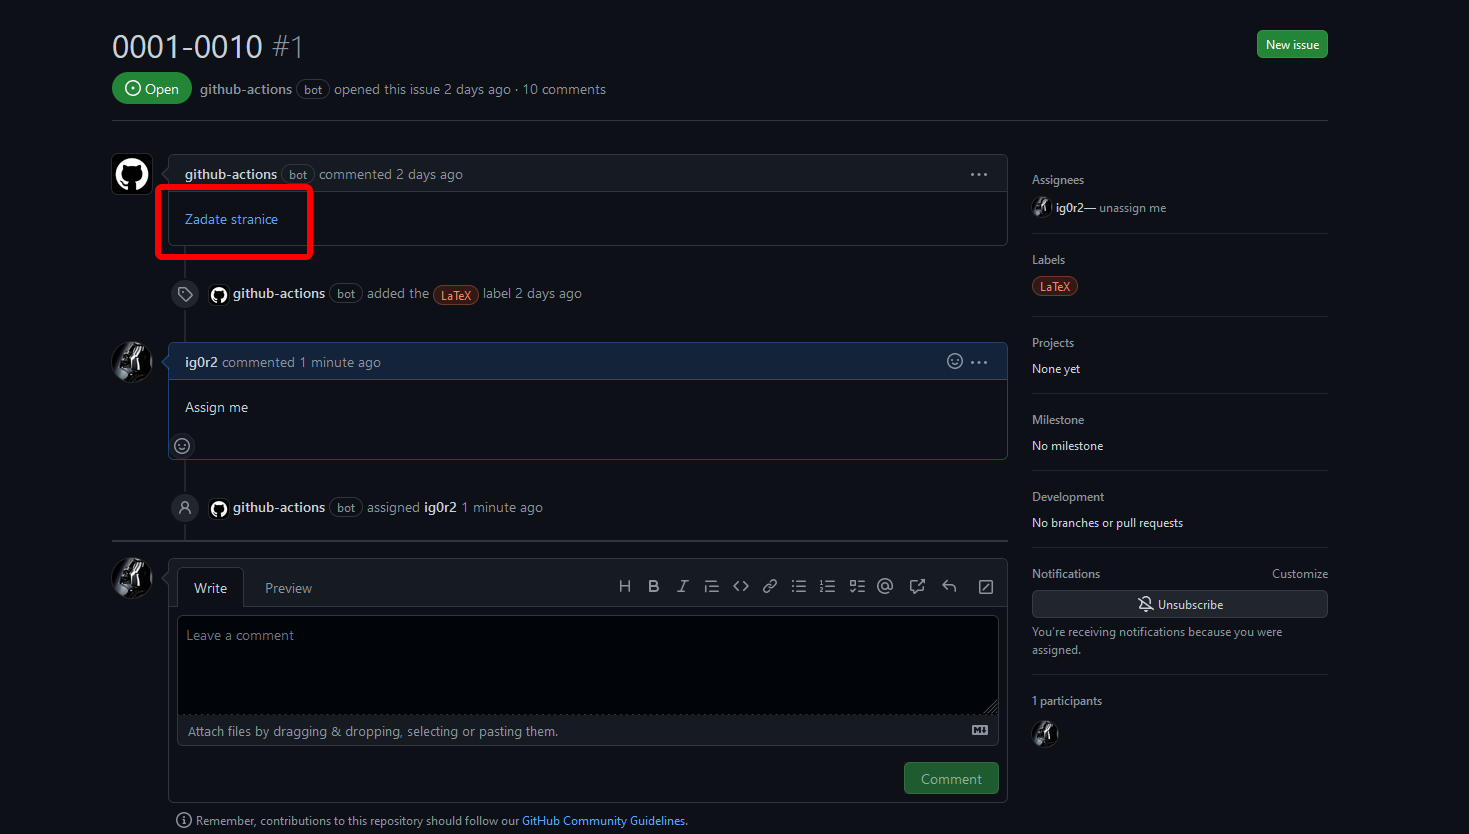 0001-0010 #1
New issue
Open github-actions bot opened this issue 2 days ago · 10 comments
github-actions bot commented 2 days ago
Zadate stranice
github-actions bot added the LaTeX label 2 days ago
ig0r2 commented 1 minute ago
Assign me
github-actions bot assigned ig0r2 1 minute ago
Write Preview
Leave a comment
Attach files by dragging & dropping, selecting or pasting them.
Comment
Remember, contributions to this repository should follow our GitHub Community Guidelines.
Assignees
ig0r2— unassign me
Labels
LaTeX
Projects
None yet
Milestone
No milestone
Development
No branches or pull requests
Notifications Customize
Unsubscribe
You're receiving notifications because you were
assigned.
1 participants